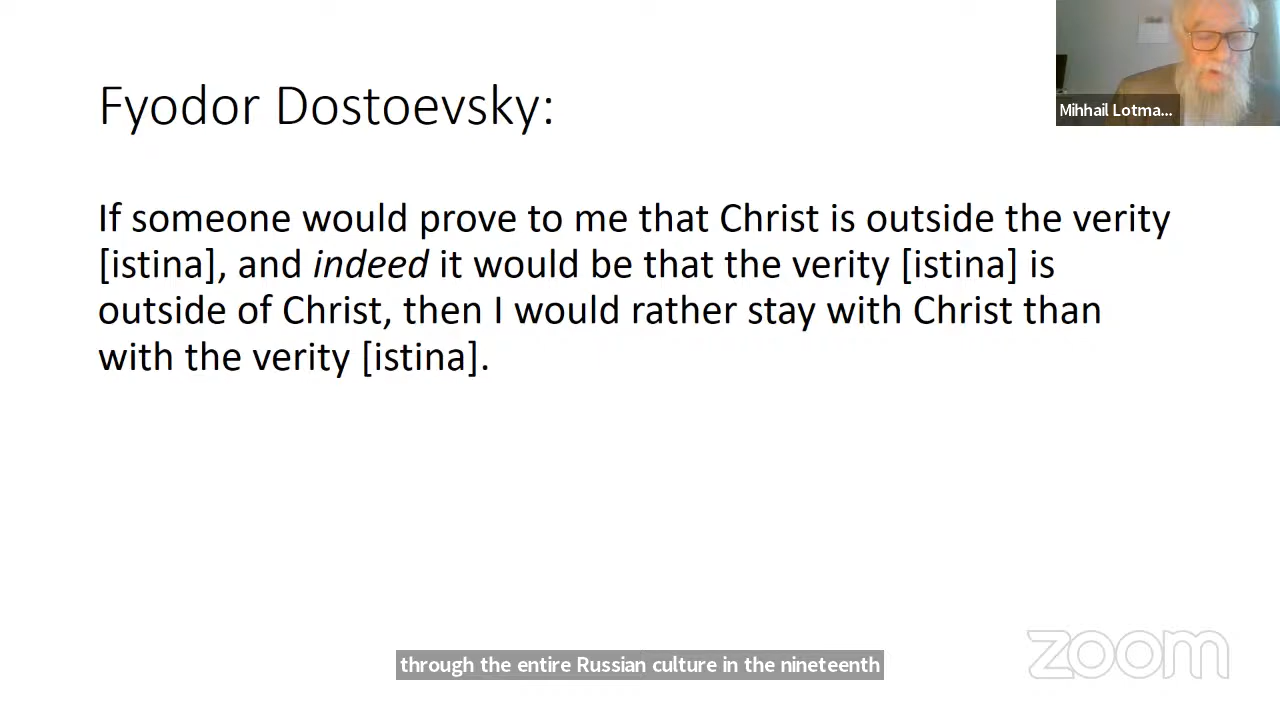 Fyodor Dostoevsky:
Mihhail Lotma...
If someone would prove to me that Christ is outside the verity
[istina], and indeed it would be that the verity [istina] is
outside of Christ, then I would rather stay with Christ than
with the verity [istina].
through the entire Russian culture in the nineteenth
zoom